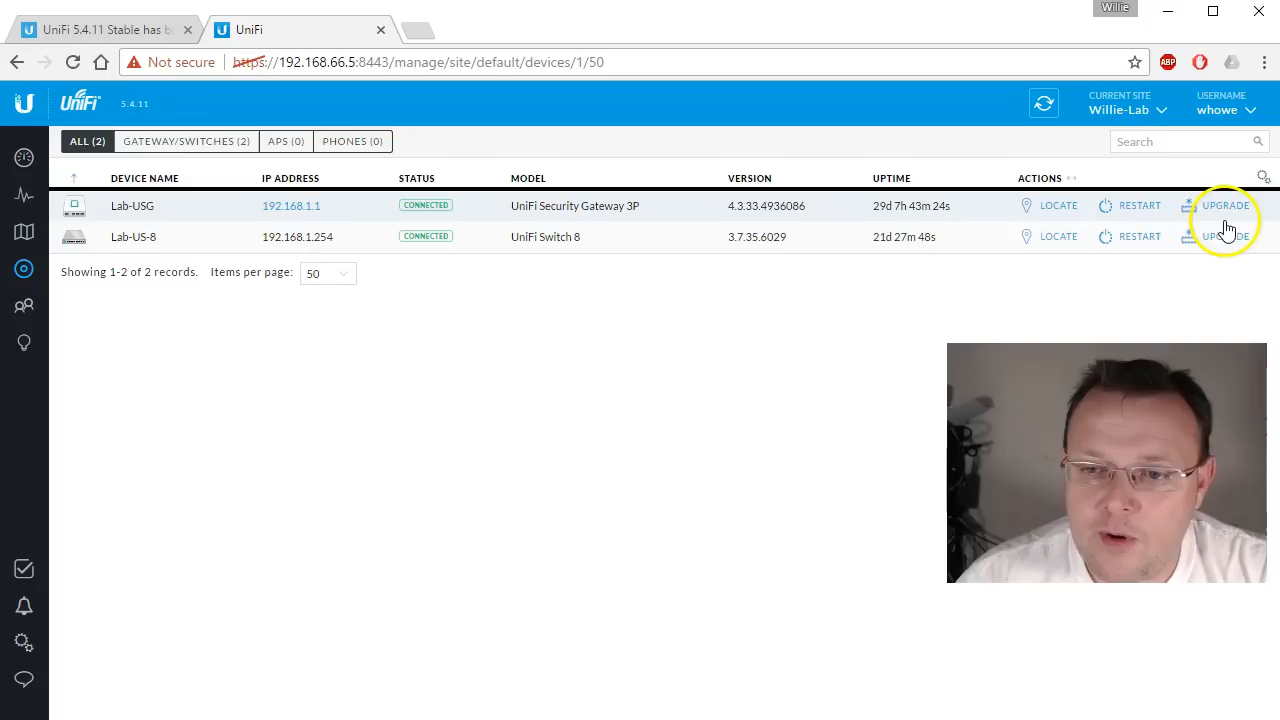 Willie
UniFi 5.4.11 Stable has be
UniFi
Not secure
https://192.168.66.5:8443/manage/site/default/devices/1/50
ABP
UniFi
5.4.11
CURRENT SITE
Willie-Lab
USERNAME
whowe
ALL (2)
GATEWAY/SWITCHES (2)
APS (0)
PHONES (0)
Search
DEVICE NAME IP ADDRESS STATUS MODEL VERSION UPTIME ACTIONS
Lab-USG 192.168.1.1 CONNECTED UniFi Security Gateway 3P 4.3.33.4936086 29d 7h 43m 24s LOCATE RESTART UPGRADE
Lab-US-8 192.168.1.254 CONNECTED UniFi Switch 8 3.7.35.6029 21d 27m 48s LOCATE RESTART UPGRADE
Showing 1-2 of 2 records. Items per page: 50